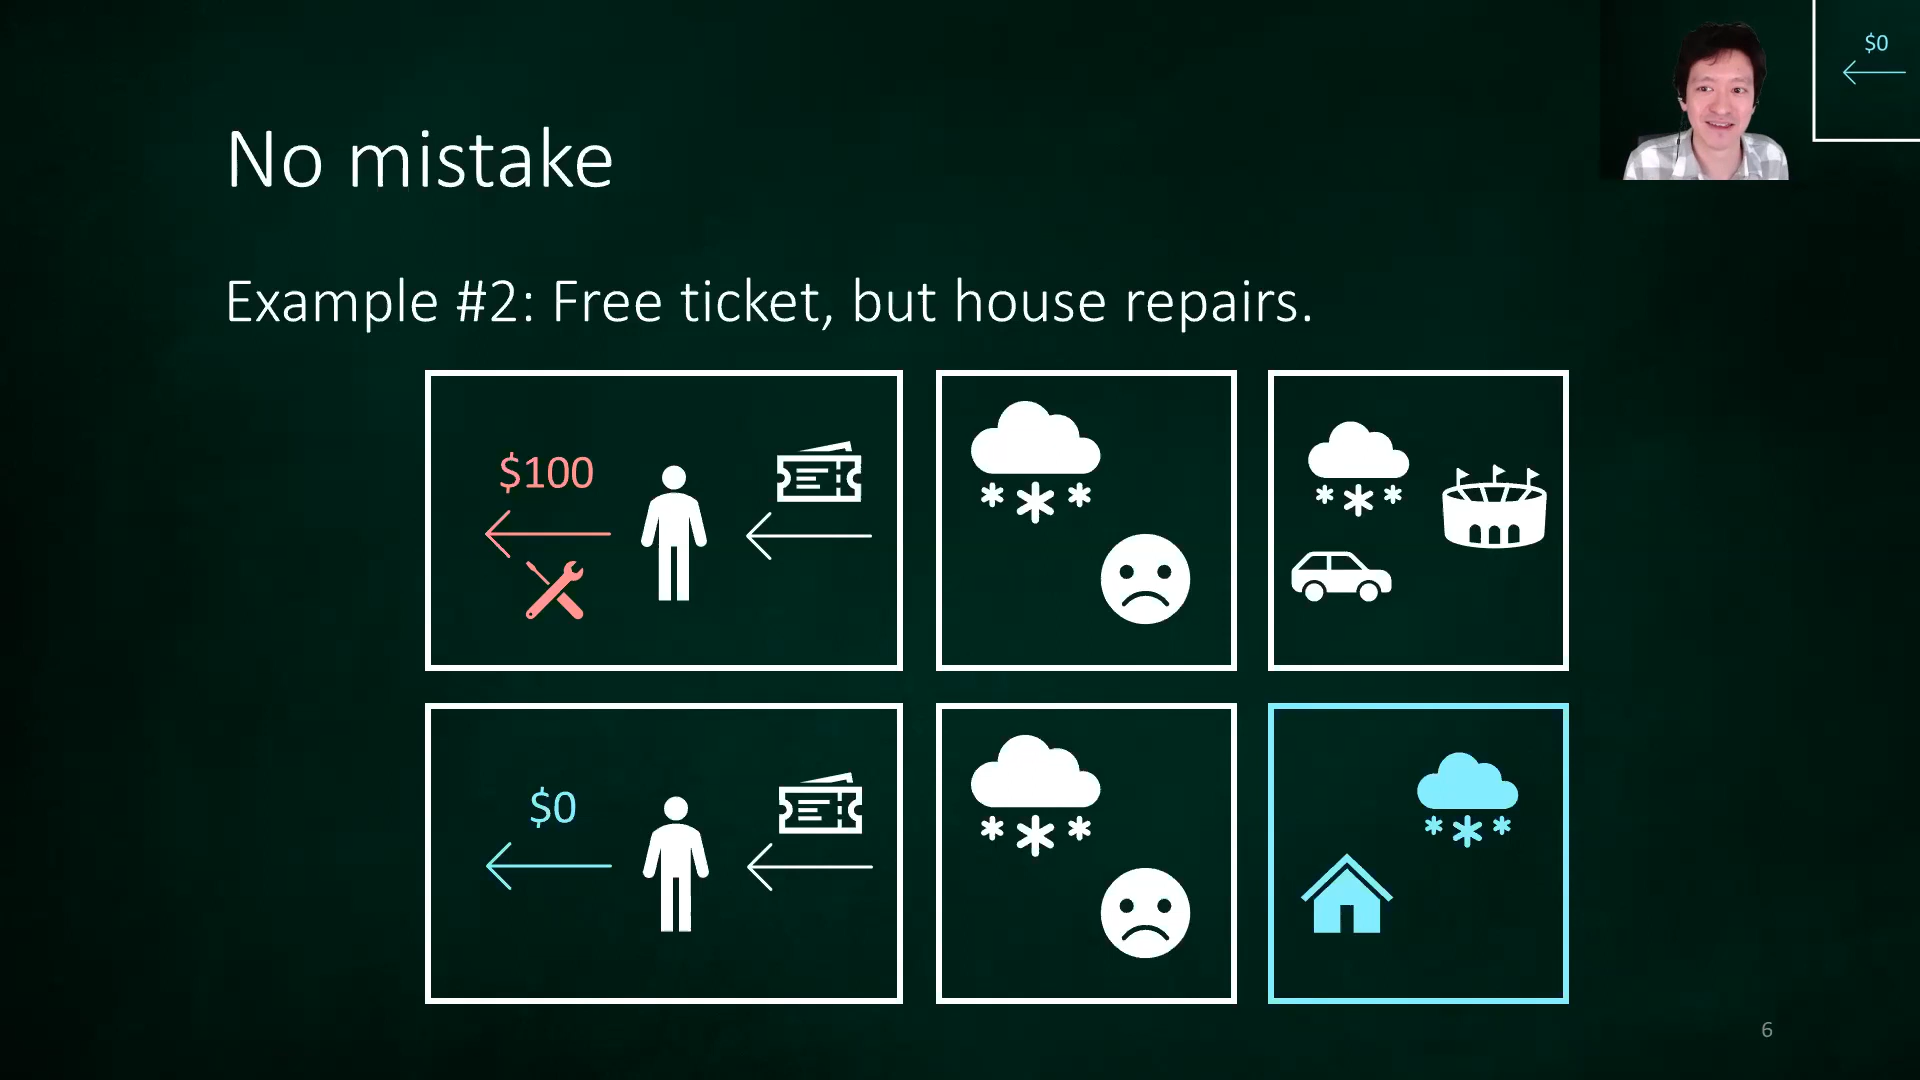 $0
No mistake
Example #2: Free ticket, but house repairs.
$100
$0
6